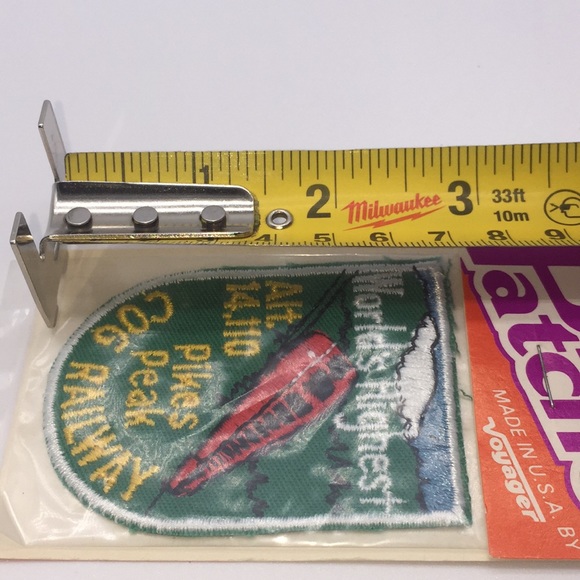 1 2 3 33ft
Milwaukee 10m
4 5 6 7 8 9
World's Highest
Alt.
14,110
Pikes
Peak
COG RAILWAY
MADE IN U.S.A. BY
Voyager